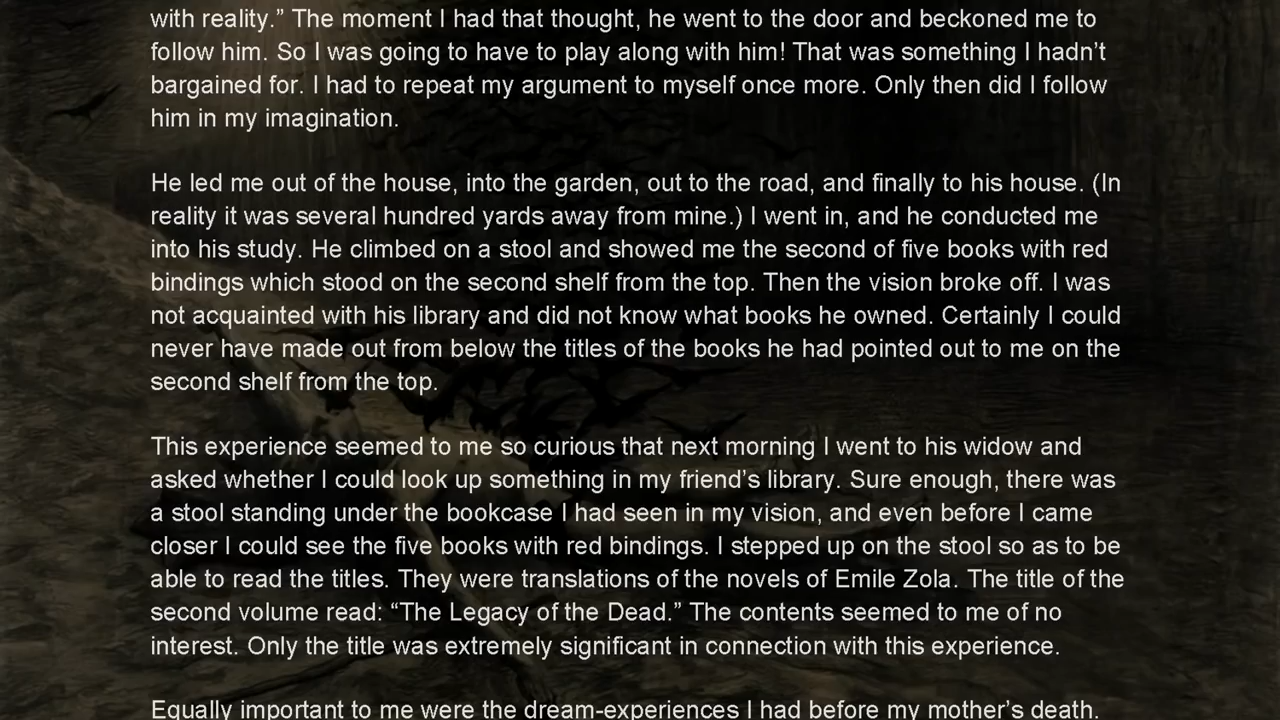 with reality.” The moment I had that thought, he went to the door and beckoned me to
follow him. So I was going to have to play along with him! That was something I hadn’t
bargained for. I had to repeat my argument to myself once more. Only then did I follow
him in my imagination.
He led me out of the house, into the garden, out to the road, and finally to his house. (In
reality it was several hundred yards away from mine.) I went in, and he conducted me
into his study. He climbed on a stool and showed me the second of five books with red
bindings which stood on the second shelf from the top. Then the vision broke off. I was
not acquainted with his library and did not know what books he owned. Certainly I could
never have made out from below the titles of the books he had pointed out to me on the
second shelf from the top.
This experience seemed to me so curious that next morning I went to his widow and
asked whether I could look up something in my friend’s library. Sure enough, there was
a stool standing under the bookcase I had seen in my vision, and even before I came
closer I could see the five books with red bindings. I stepped up on the stool so as to be
able to read the titles. They were translations of the novels of Emile Zola. The title of the
second volume read: “The Legacy of the Dead.” The contents seemed to me of no
interest. Only the title was extremely significant in connection with this experience.
Equally important to me were the dream-experiences I had before my mother’s death.